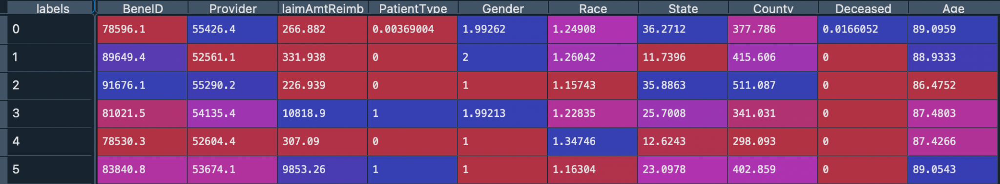 labels BeneID Provider laimAmtReimb PatientType Gender Race State County Deceased Age
0 78596.1 55426.4 266.882 0.00369004 1.99262 1.24908 36.2712 377.786 0.0166052 89.0959
1 89649.4 52561.1 331.938 0 2 1.26042 11.7396 415.606 0 88.9333
2 91676.1 55290.2 226.939 0 1 1.15743 35.8863 511.087 0 86.4752
3 81021.5 54135.4 10818.9 1 1.99213 1.22835 25.7008 341.031 0 87.4803
4 78530.3 52604.4 307.09 0 1 1.34746 12.6243 298.093 0 87.4266
5 83840.8 53674.1 9853.26 1 1 1.16304 23.0978 402.859 0 89.0543